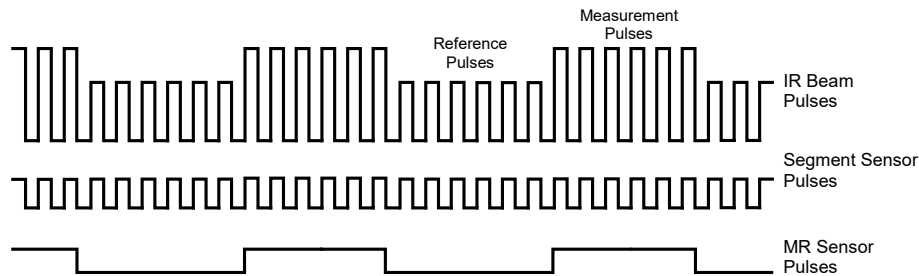 Measurement
Pulses
Reference
Pulses
IR Beam
Pulses
Segment Sensor
Pulses
MR Sensor
Pulses